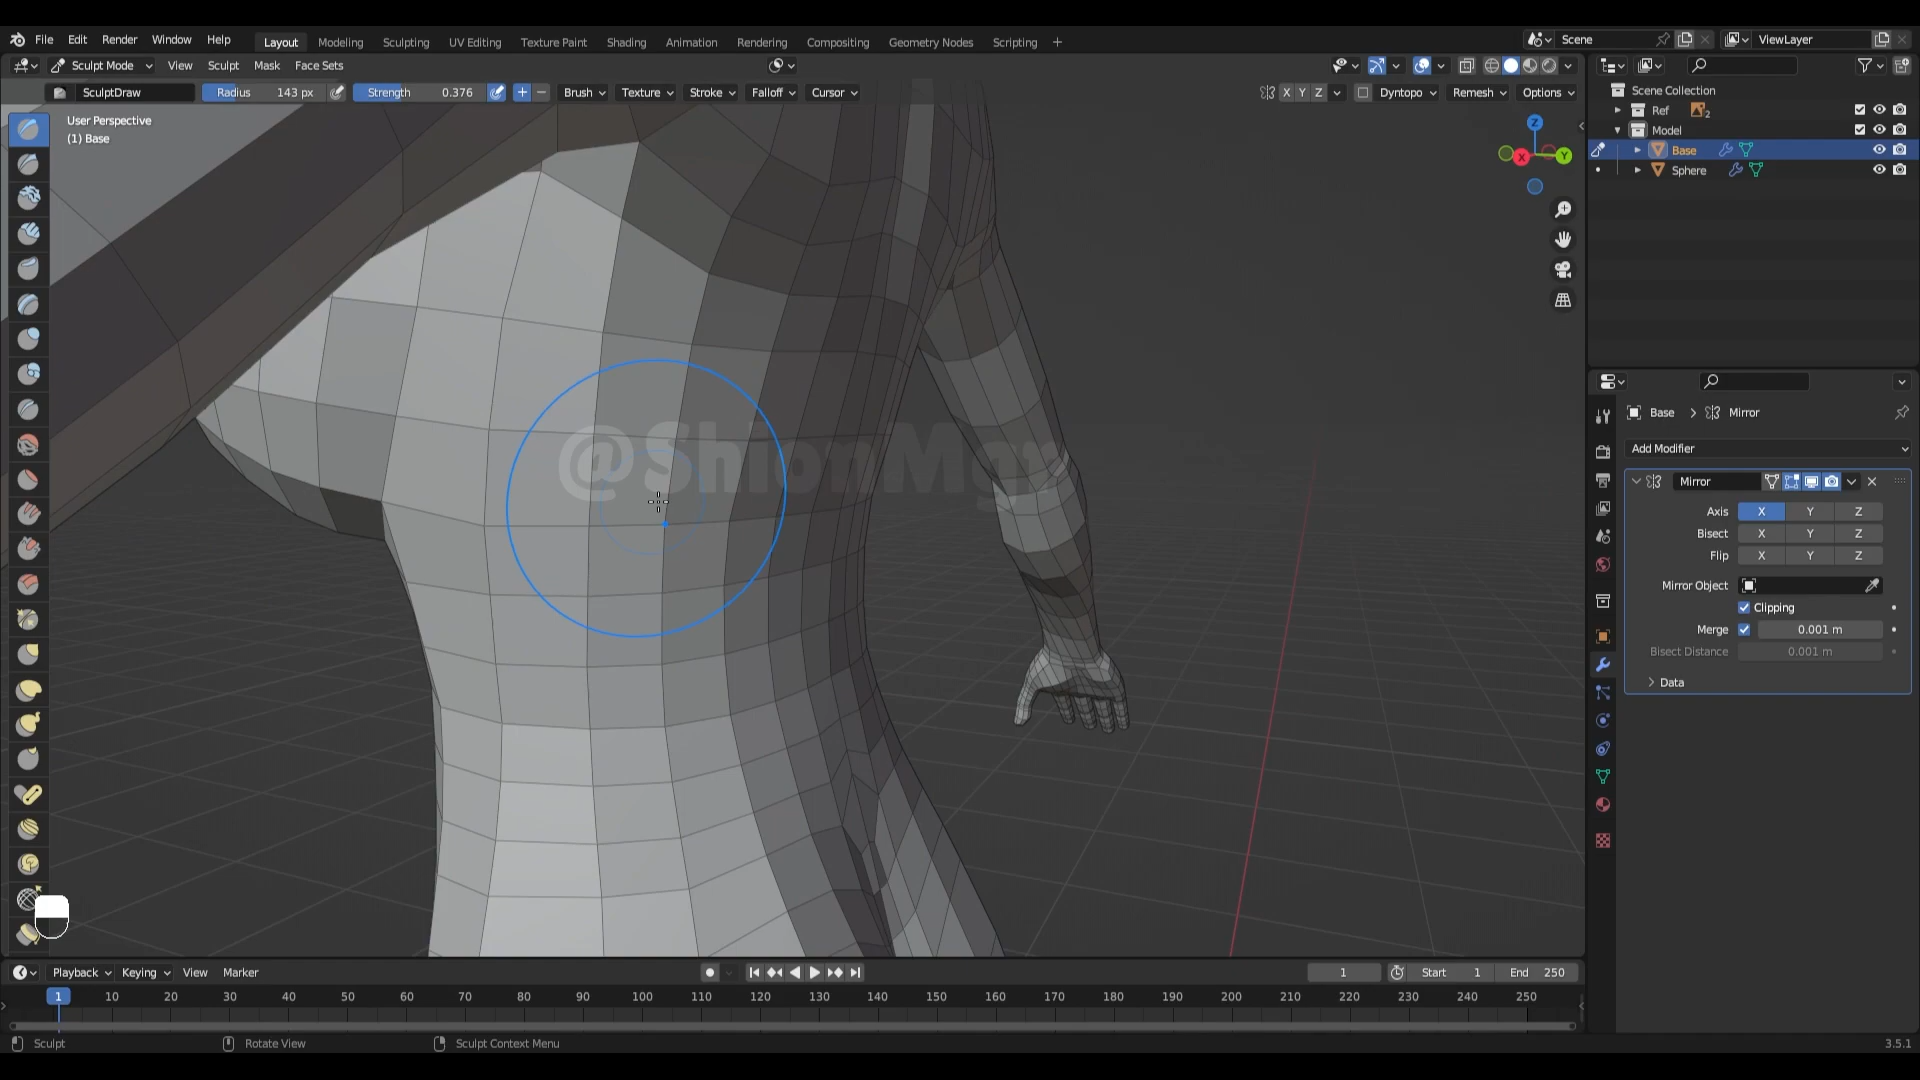 File Edit Render Window Help Layout Modeling Sculpting UV Editing Texture Paint Shading Animation Rendering Compositing Geometry Nodes Scripting + Scene ViewLayer
Sculpt Mode View Sculpt Mask Face Sets
SculptDraw Radius 143 px Strength 0.376 + − Brush Texture Stroke Falloff Cursor X Y Z Dyntopo Remesh Options
User Perspective
(1) Base
Z
X
Y
Scene Collection
Ref 2
Model
Base
Sphere
@ShionMgr
Base > Mirror
Add Modifier
Mirror
Axis X Y Z
Bisect X Y Z
Flip X Y Z
Mirror Object
Clipping
Merge 0.001 m
Bisect Distance 0.001 m
Data
Playback Keying View Marker 1 Start 1 End 250
1 10 20 30 40 50 60 70 80 90 100 110 120 130 140 150 160 170 180 190 200 210 220 230 240 250
Sculpt Rotate View Sculpt Context Menu 3.5.1